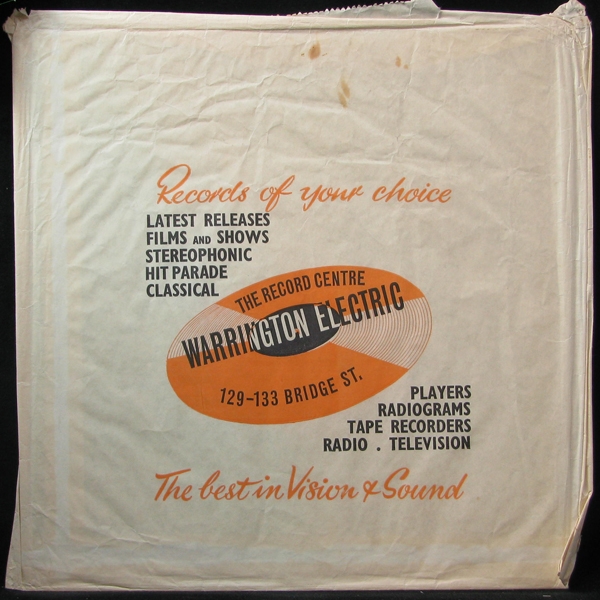 Records of your choice
LATEST RELEASES
FILMS AND SHOWS
STEREOPHONIC
HIT PARADE
CLASSICAL
THE RECORD CENTRE
WARRINGTON ELECTRIC
129-133 BRIDGE ST.
PLAYERS
RADIOGRAMS
TAPE RECORDERS
RADIO . TELEVISION
The best in Vision & Sound